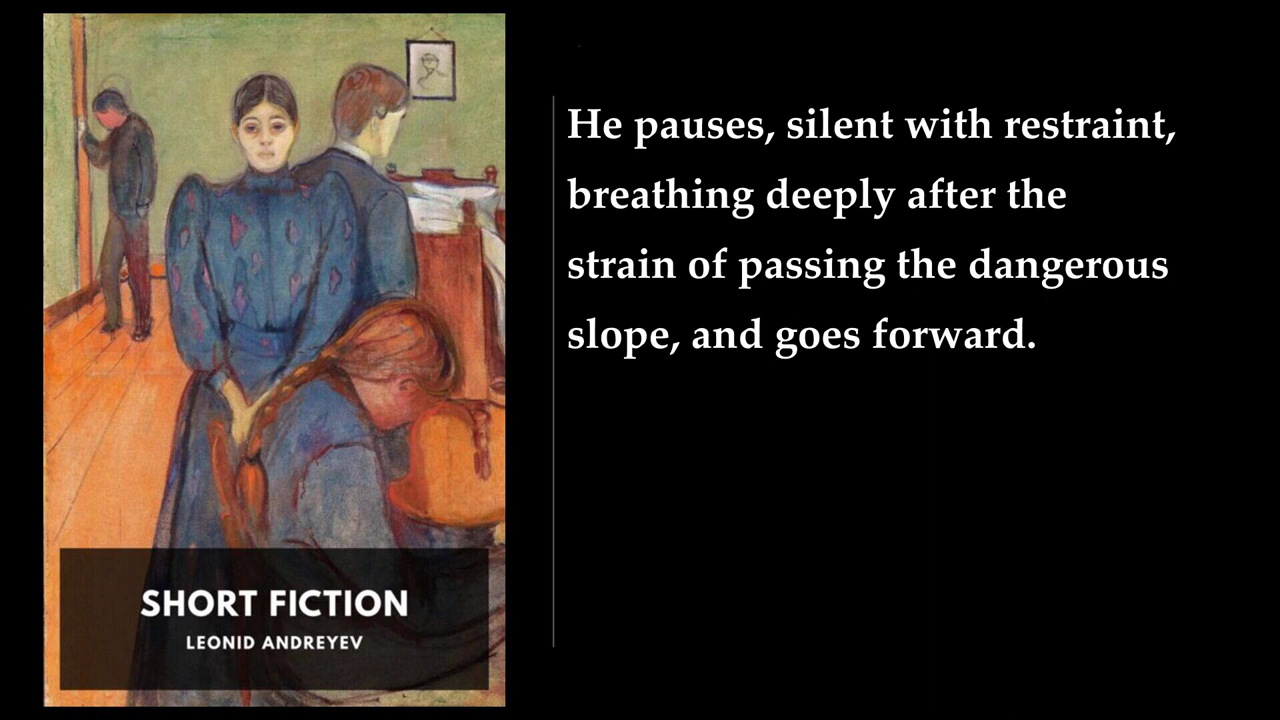 He pauses, silent with restraint,
breathing deeply after the
strain of passing the dangerous
slope, and goes forward.
SHORT FICTION
LEONID ANDREYEV